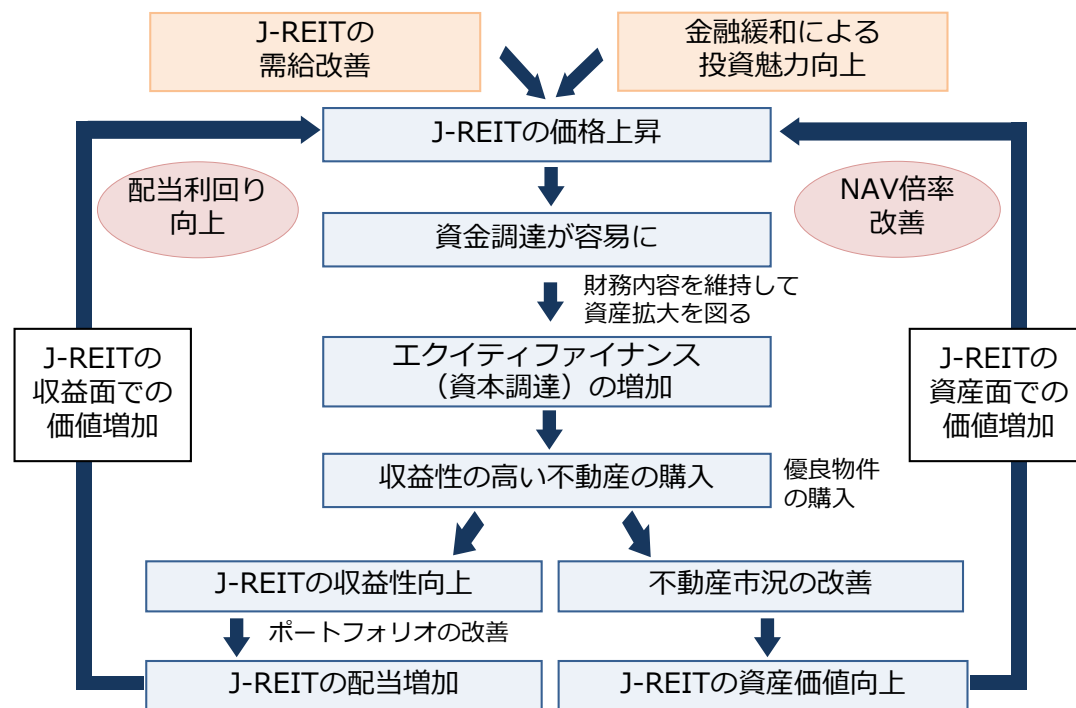 J-REITの
需給改善
金融緩和による
投資魅力向上
J-REITの価格上昇
配当利回り
向上
NAV倍率
改善
資金調達が容易に
財務内容を維持して
資産拡大を図る
J-REITの
収益面での
価値増加
エクイティファイナンス
（資本調達）の増加
J-REITの
資産面での
価値増加
収益性の高い不動産の購入
優良物件
の購入
J-REITの収益性向上
不動産市況の改善
ポートフォリオの改善
J-REITの配当増加
J-REITの資産価値向上